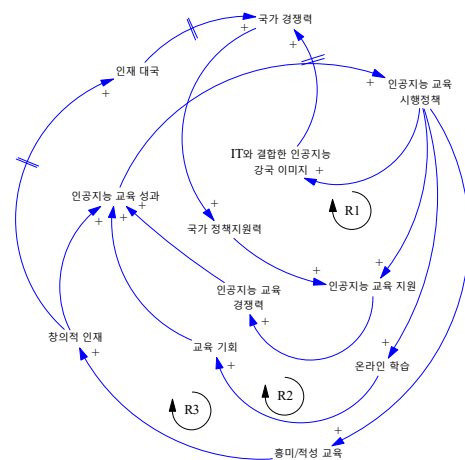 국가 경쟁력
+
+
인재 대국
+
+
인공지능 교육
시행정책
IT와 결합한 인공지능
강국 이미지
+
인공지능 교육 성과
+
+
+
+
국가 정책지원력
R1
+
인공지능 교육 지원
+
인공지능 교육
경쟁력
+
창의적 인재
+
교육 기회
+
+
온라인 학습
R3
R2
+
흥미/적성 교육